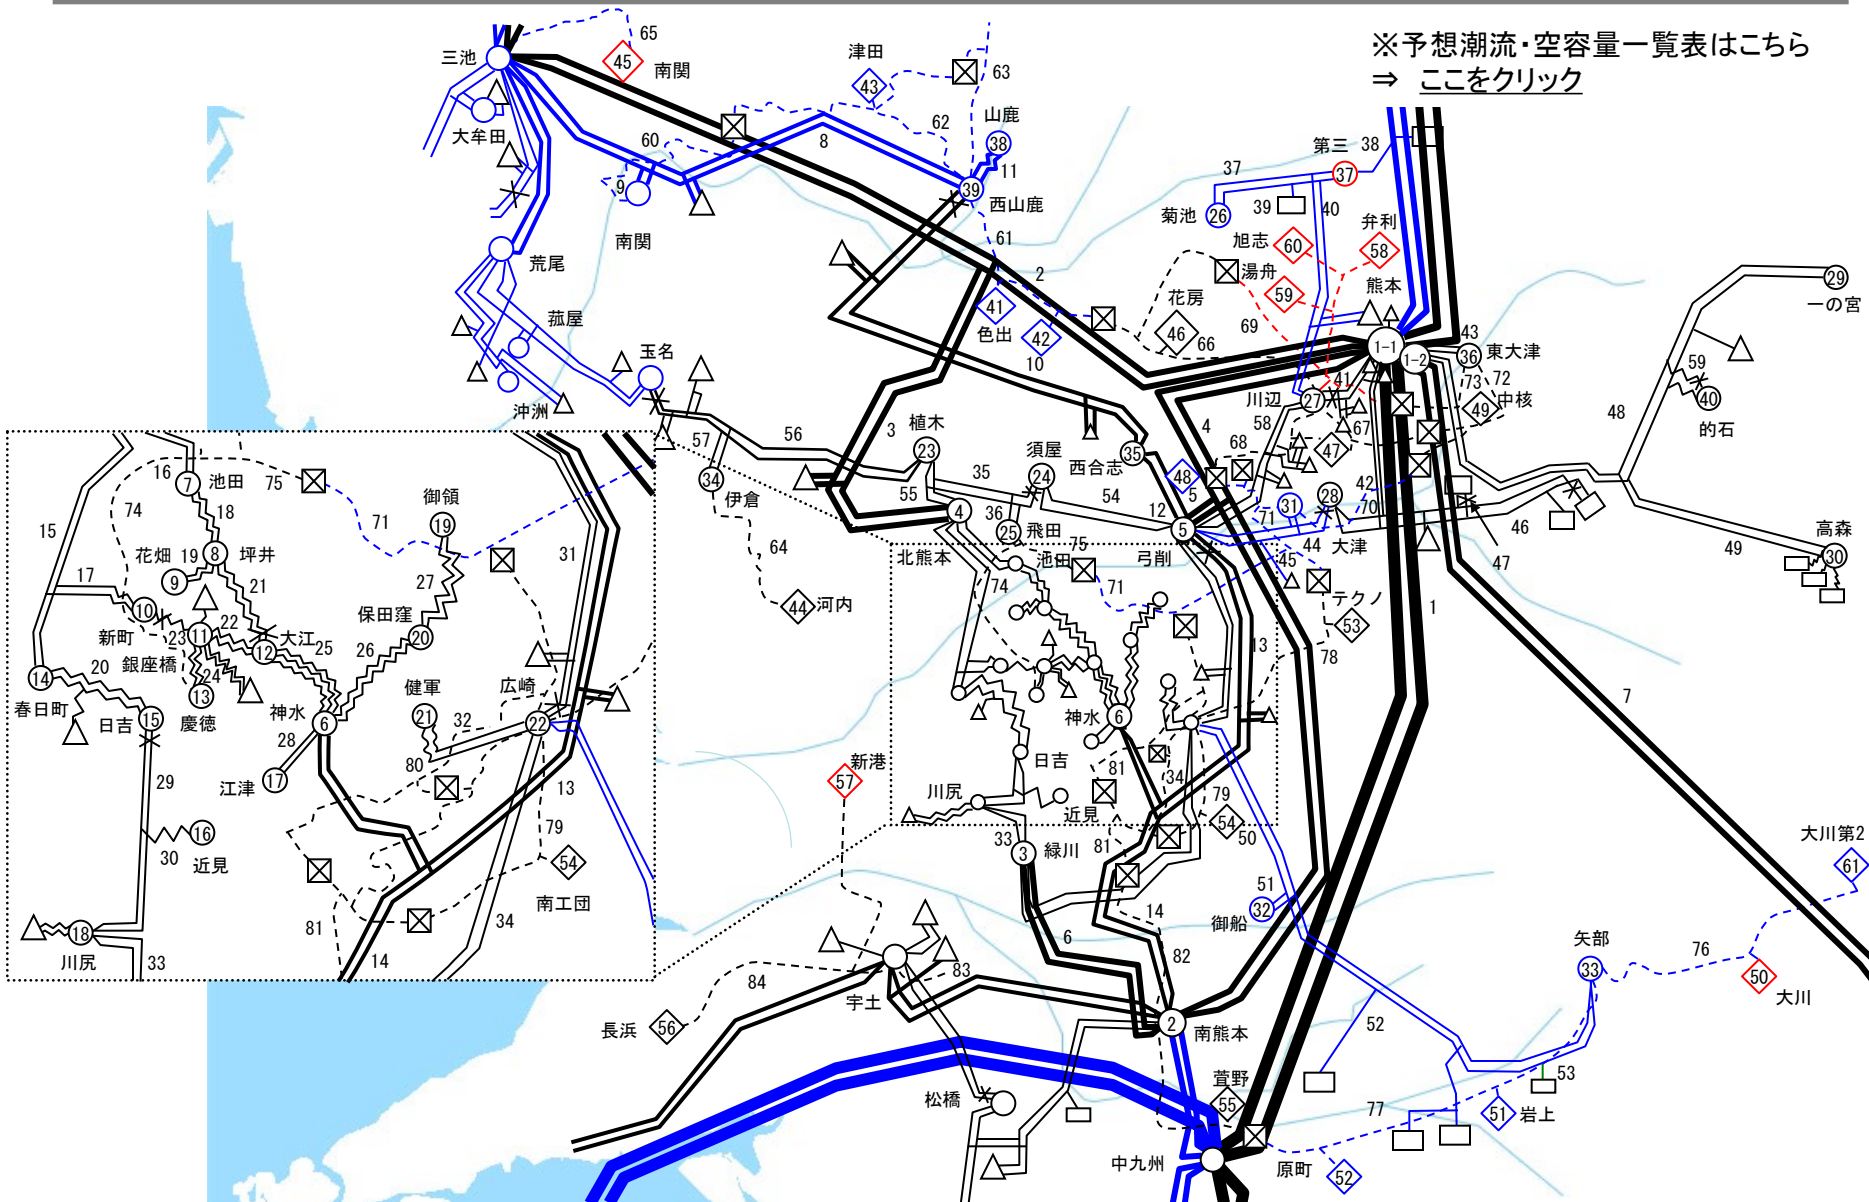 ※予想潮流・空容量一覧表はこちら
⇒ ここをクリック
三池
65
45
南関
津田
43
63
山鹿
38
大牟田
60
8
62
11
9
39
西山鹿
南関
61
荒尾
2
菰屋
玉名
沖洲
41
色出
42
10
第三
38
37
37
菊池
26
39
40
弁利
58
旭志
60
湯舟
59
熊本
花房
46
66
69
1-1
1-2
43
36
東大津
72
73
49
中核
29
一の宮
59
40
的石
48
川辺
27
41
58
67
47
68
4
3
植木
23
57
56
34
伊倉
35
須屋
24
西合志
35
48
5
55
4
36
25
飛田
54
12
5
71
31
28
42
70
44
大津
46
47
49
高森
30
北熊本
池田
75
弓削
45
74
71
テクノ
53
64
44
河内
1
13
78
7
16
7
池田
75
74
18
71
御領
19
31
15
花畑
19
8
坪井
9
21
27
17
10
新町
22
23
11
大江
12
25
保田窪
20
26
銀座橋
24
13
慶徳
20
14
春日町
日吉
15
神水
6
健軍
21
32
広崎
22
28
17
江津
80
29
13
79
16
30
近見
54
南工団
81
34
18
川尻
33
14
神水
6
日吉
81
34
新港
57
川尻
近見
79
54
50
33
3
緑川
81
51
32
御船
14
6
82
84
83
宇土
長浜
56
2
南熊本
矢部
33
76
大川第2
61
50
大川
52
53
萱野
55
77
51
岩上
松橋
中九州
原町
52